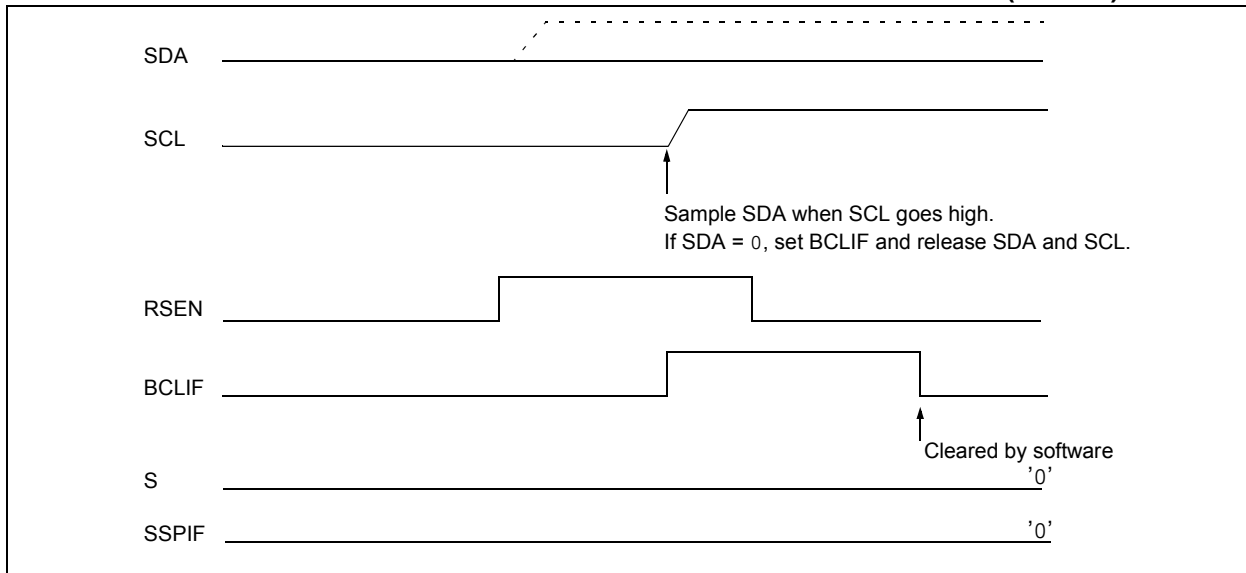 SDA
SCL
Sample SDA when SCL goes high.
If SDA = 0, set BCLIF and release SDA and SCL.
RSEN
BCLIF
Cleared by software
S
'0'
SSPIF
'0'